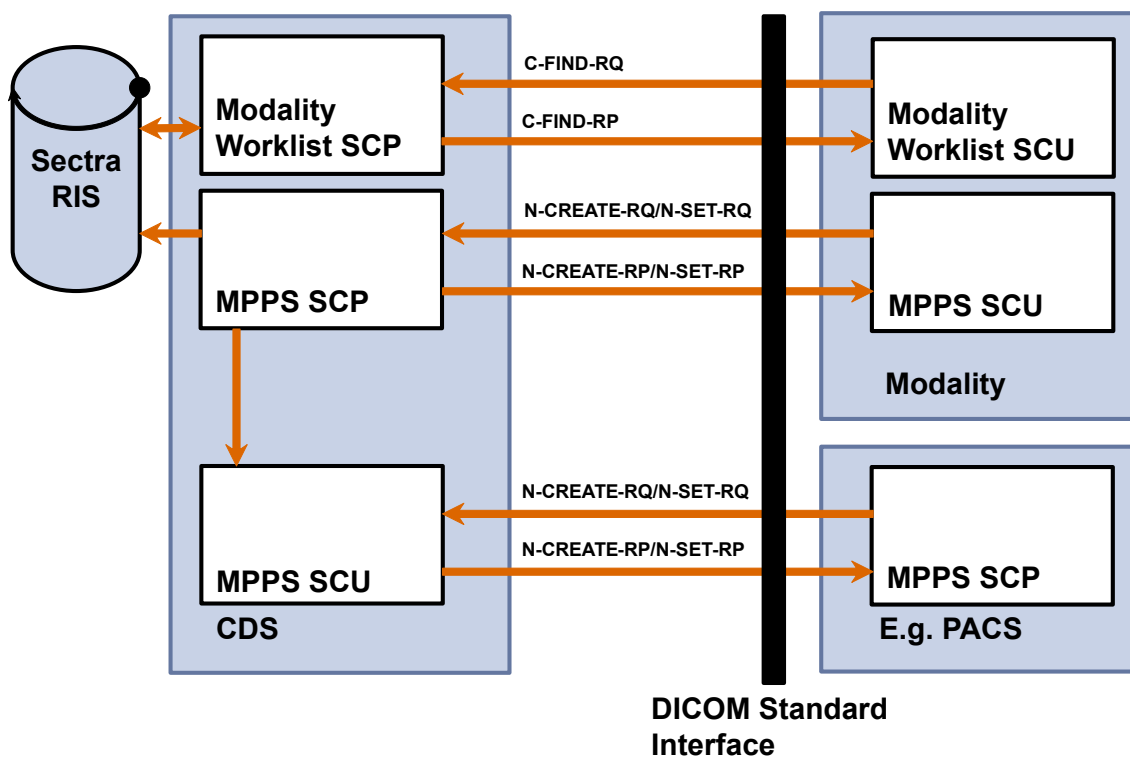 C-FIND-RQ
Modality
Worklist SCP
Modality
Worklist SCU
C-FIND-RP
Sectra
RIS
N-CREATE-RQ/N-SET-RQ
N-CREATE-RP/N-SET-RP
MPPS SCP
MPPS SCU
Modality
N-CREATE-RQ/N-SET-RQ
N-CREATE-RP/N-SET-RP
MPPS SCU
MPPS SCP
CDS
E.g. PACS
DICOM Standard
Interface